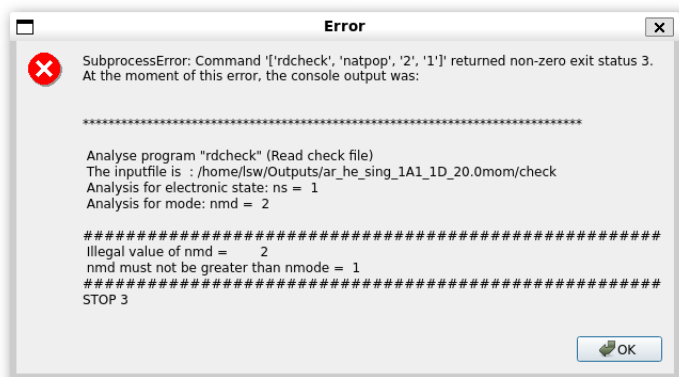 Error
SubprocessError: Command '['rdcheck', 'natpop', '2', '1']' returned non-zero exit status 3.
At the moment of this error, the console output was:
******************************************************************************
Analyse program "rdcheck" (Read check file)
The inputfile is : /home/lsw/Outputs/ar_he_sing_1A1_1D_20.0mom/check
Analysis for electronic state: ns = 1
Analysis for mode: nmd = 2
######################################################
Illegal value of nmd = 2
nmd must not be greater than nmode = 1
######################################################
STOP 3
OK